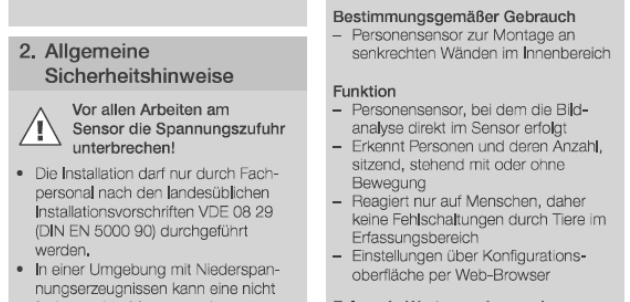 2. Allgemeine
Sicherheitshinweise
Vor allen Arbeiten am
Sensor die Spannungszufuhr
unterbrechen!
• Die Installation darf nur durch Fach-
personal nach den landesüblichen
Installationsvorschriften VDE 08 29
(DIN EN 5000 90) durchgeführt
werden.
• In einer Umgebung mit Niederspan-
nungserzeugnissen kann eine nicht
Bestimmungsgemäßer Gebrauch
– Personensensor zur Montage an
senkrechten Wänden im Innenbereich
Funktion
– Personensensor, bei dem die Bild-
analyse direkt im Sensor erfolgt
– Erkennt Personen und deren Anzahl,
sitzend, stehend mit oder ohne
Bewegung
– Reagiert nur auf Menschen, daher
keine Fehlschaltungen durch Tiere im
Erfassungsbereich
– Einstellungen über Konfigurations-
oberfläche per Web-Browser